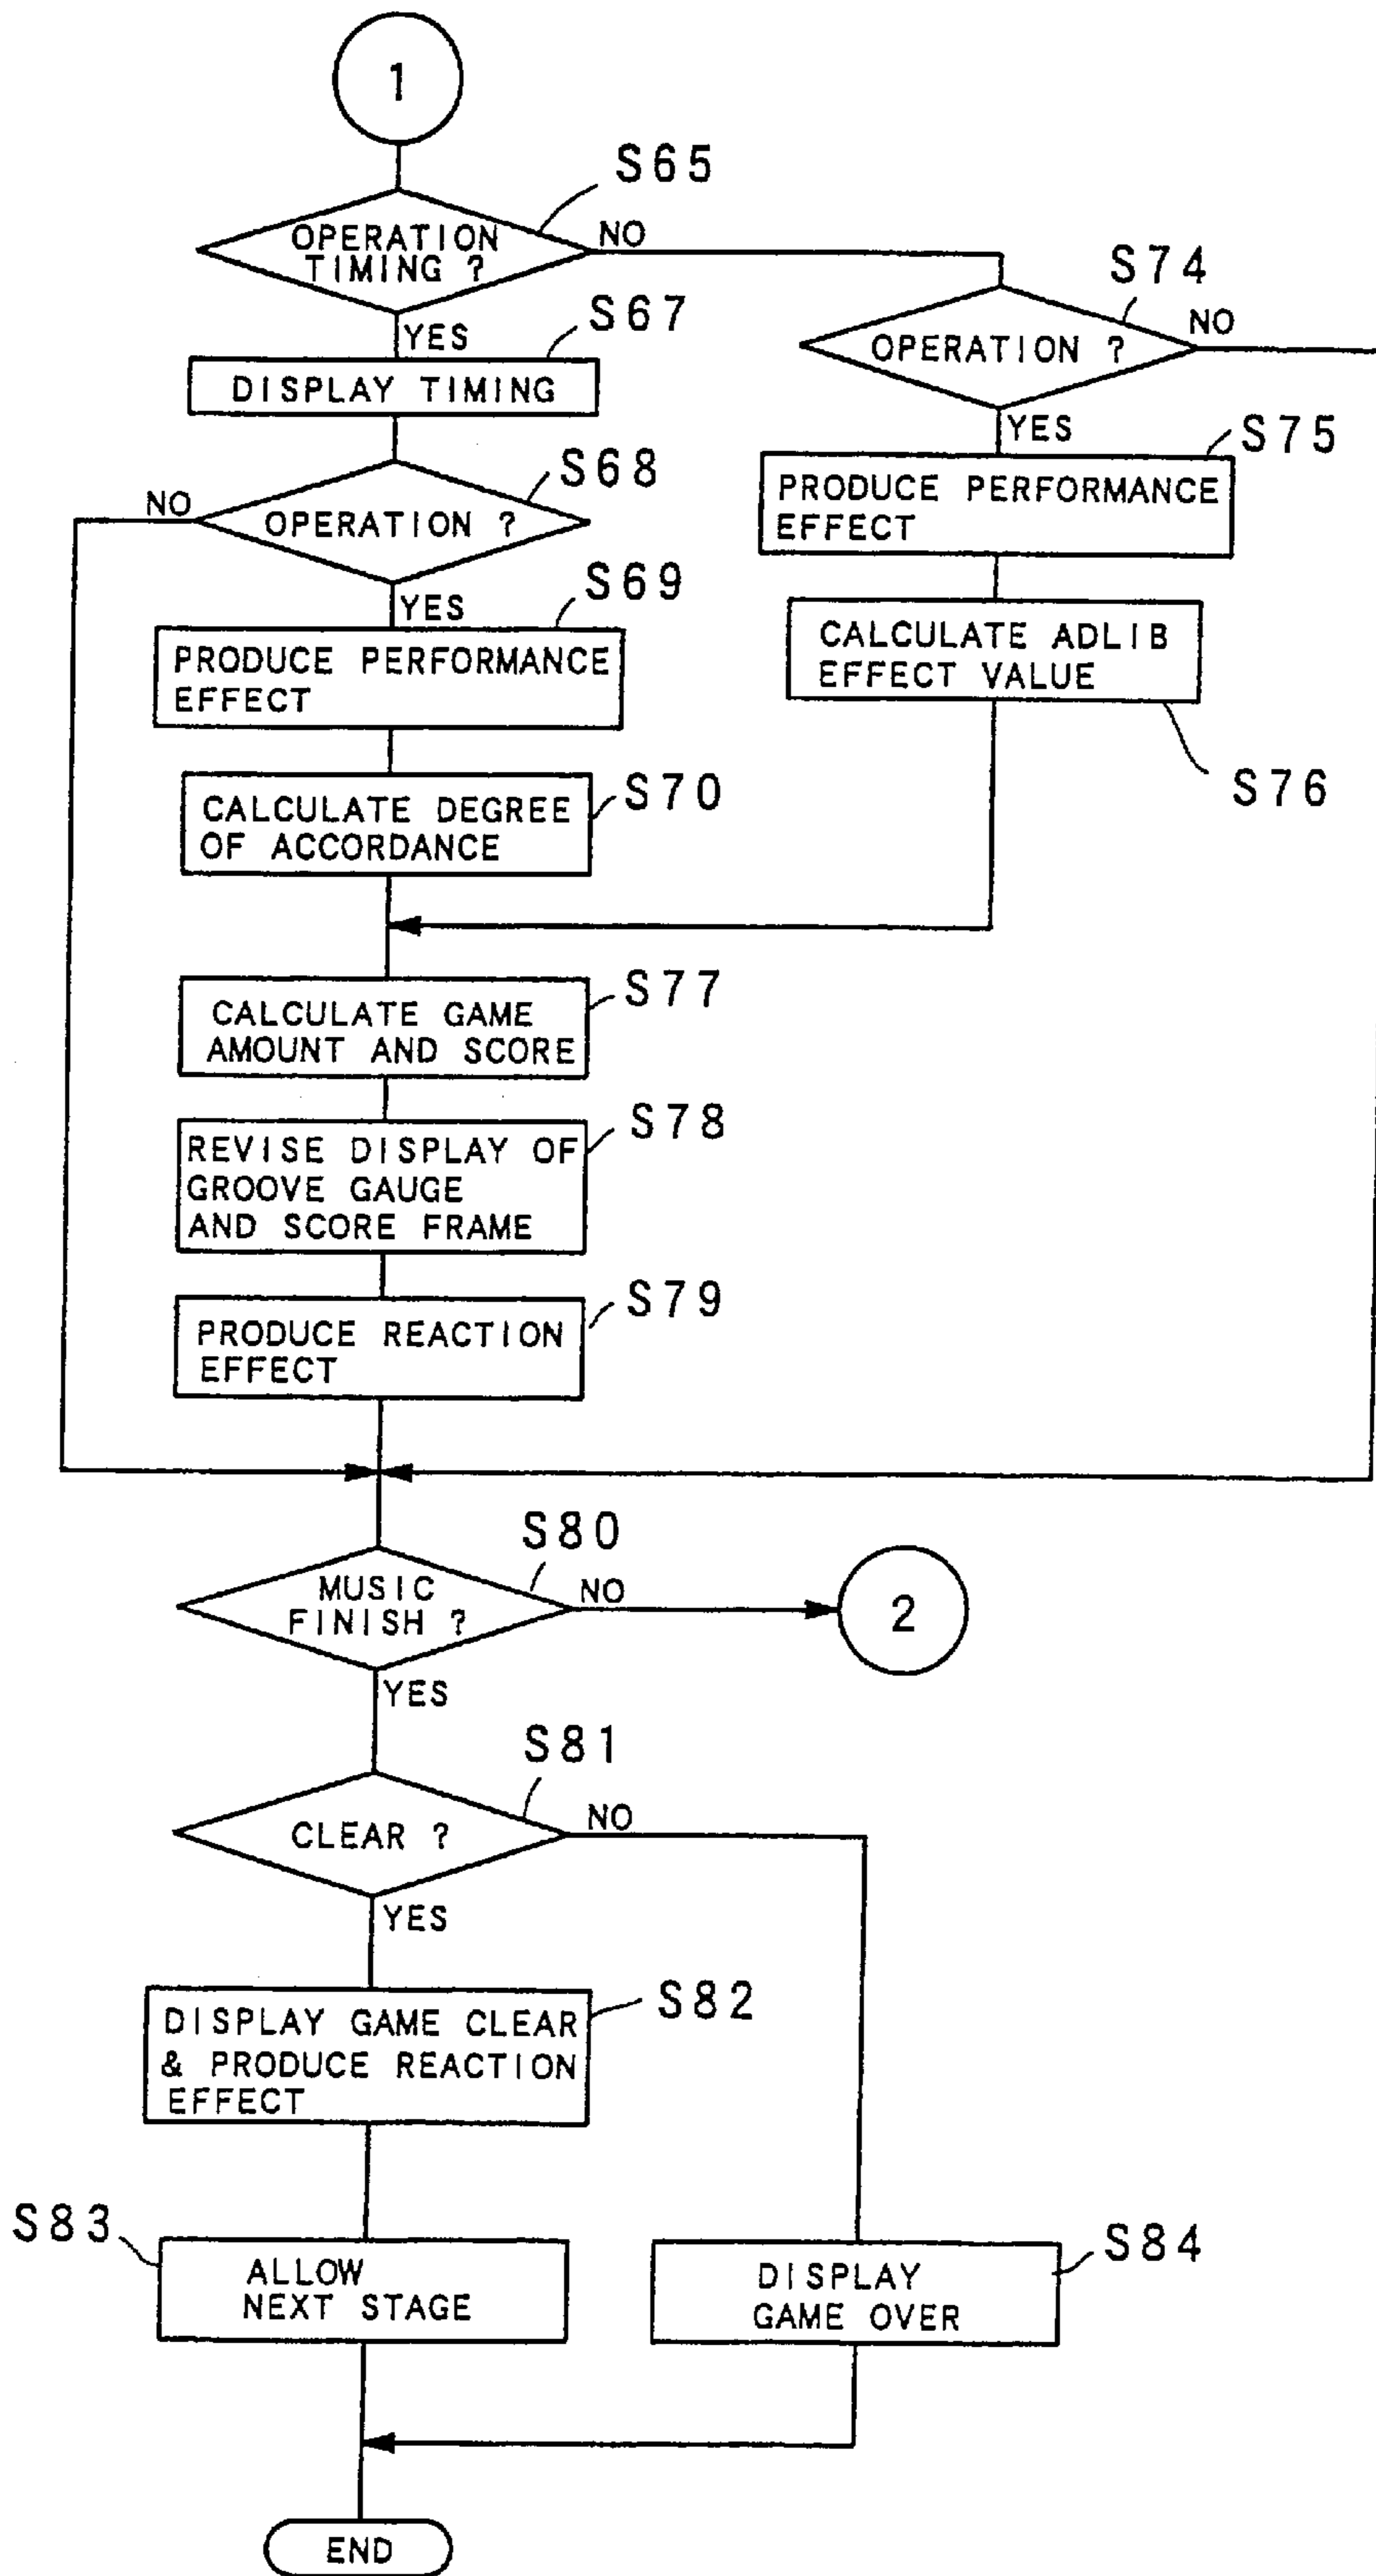 1
S65
OPERATION
TIMING ?
NO
YES
S74
OPERATION ?
NO
YES
S67
DISPLAY TIMING
S68
NO
OPERATION ?
YES
S75
PRODUCE PERFORMANCE
EFFECT
S69
PRODUCE PERFORMANCE
EFFECT
CALCULATE ADLIB
EFFECT VALUE
S76
S70
CALCULATE DEGREE
OF ACCORDANCE
S77
CALCULATE GAME
AMOUNT AND SCORE
S78
REVISE DISPLAY OF
GROOVE GAUGE
AND SCORE FRAME
S79
PRODUCE REACTION
EFFECT
S80
MUSIC
FINISH ?
NO
2
YES
S81
CLEAR ?
NO
YES
S82
DISPLAY GAME CLEAR
& PRODUCE REACTION
EFFECT
S83
ALLOW
NEXT STAGE
S84
DISPLAY
GAME OVER
END